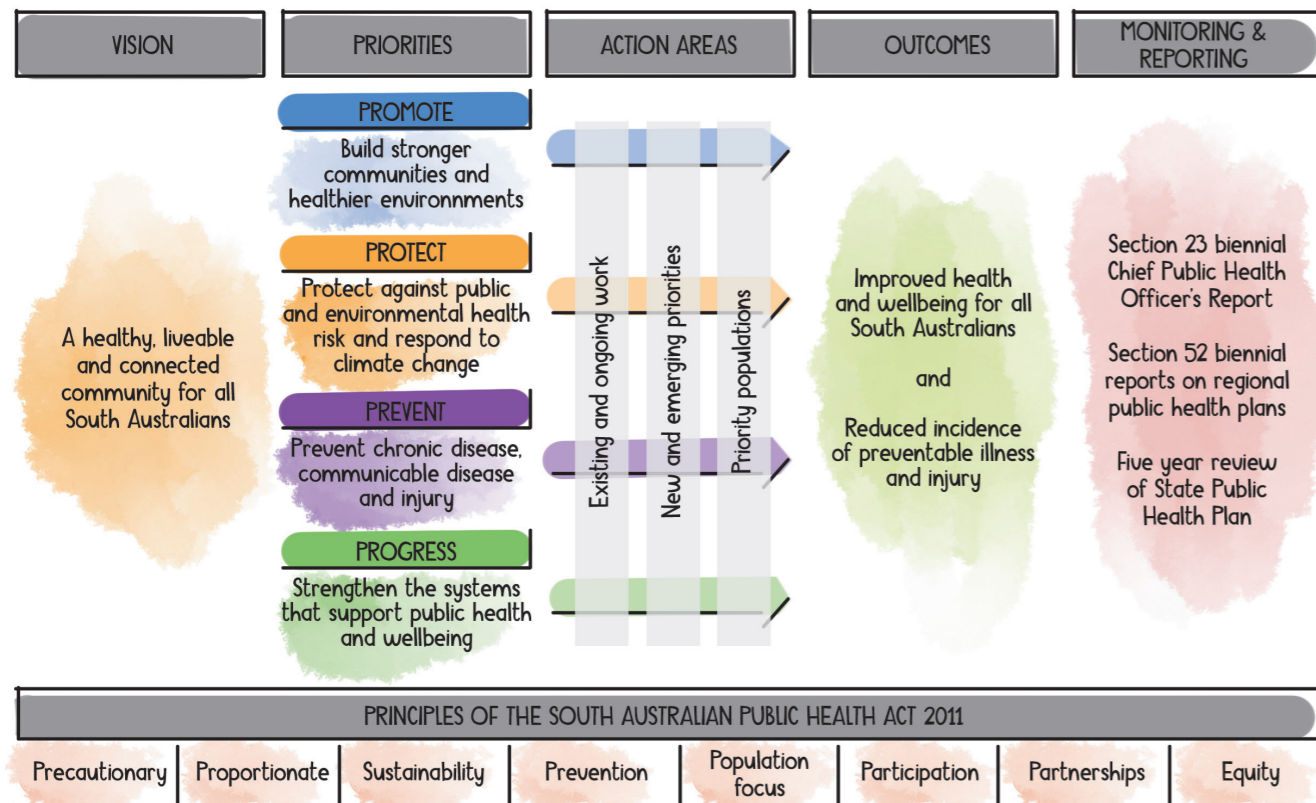 VISION
PRIORITIES
ACTION AREAS
OUTCOMES
MONITORING &
REPORTING
A healthy, liveable
and connected
community for all
South Australians
PROMOTE
Build stronger
communities and
healthier environnments
PROTECT
Protect against public
and environmental health
risk and respond to
climate change
PREVENT
Prevent chronic disease,
communicable disease
and injury
PROGRESS
Strengthen the systems
that support public health
and wellbeing
Existing and ongoing work
New and emerging priorities
Priority populations
Improved health
and wellbeing for all
South Australians
and
Reduced incidence
of preventable illness
and injury
Section 23 biennial
Chief Public Health
Officer's Report
Section 52 biennial
reports on regional
public health plans
Five year review
of State Public
Health Plan
PRINCIPLES OF THE SOUTH AUSTRALIAN PUBLIC HEALTH ACT 2011
Precautionary
Proportionate
Sustainability
Prevention
Population
focus
Participation
Partnerships
Equity